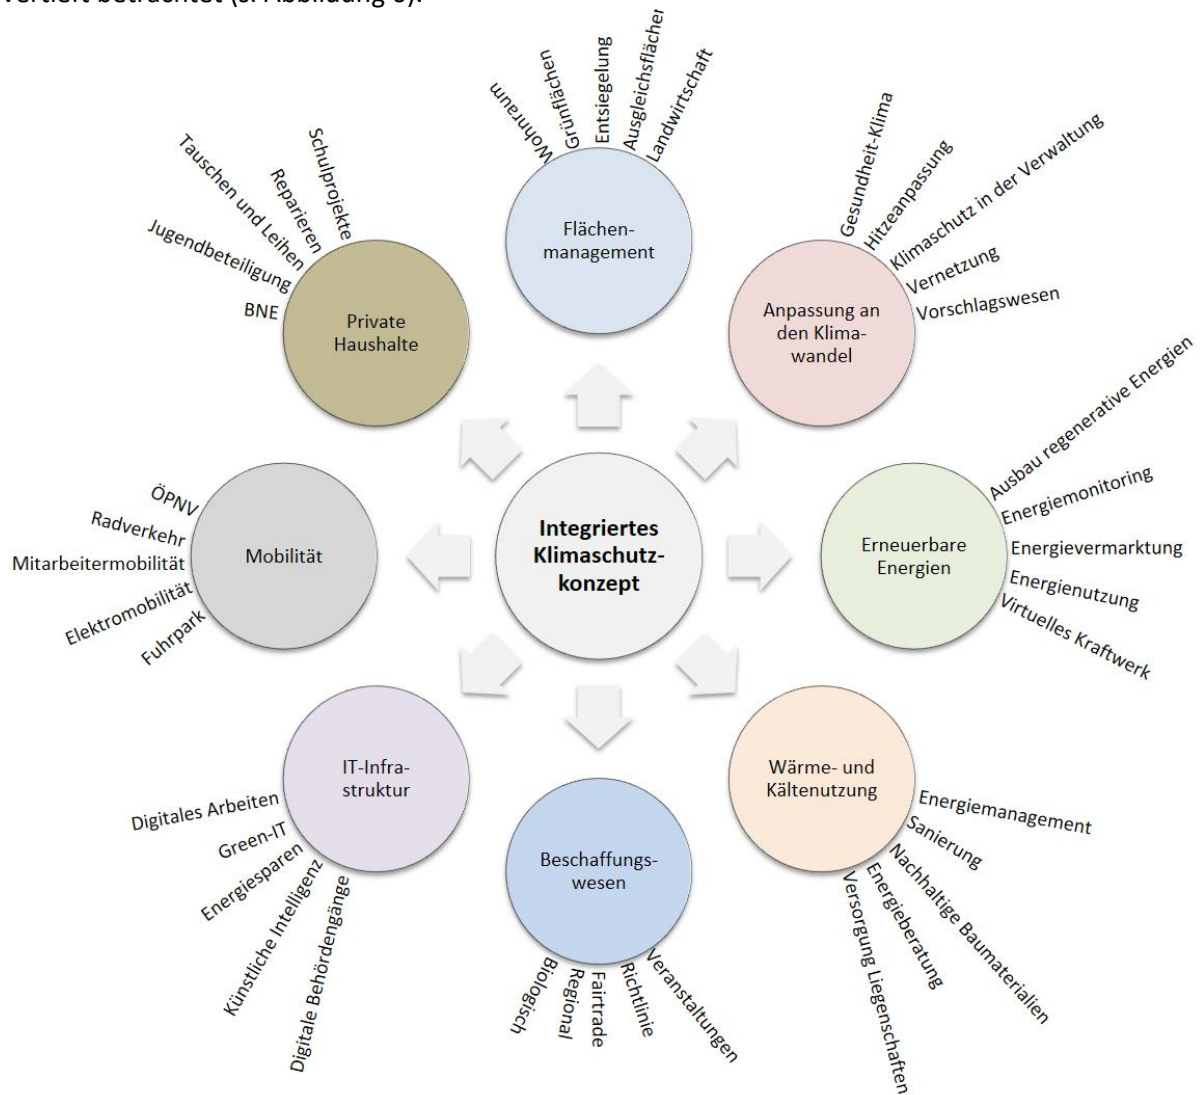 vertieft betrachtet (s. Abbildung 6).
Wohnraum
Grünflächen
Entsiegelung
Ausgleichsflächen
Landwirtschaft
Flächen-
management
Gesundheit-Klima
Hitzeanpassung
Klimaschutz in der Verwaltung
Vernetzung
Vorschlagswesen
Anpassung an
den Klima-
wandel
Ausbau regenerative Energien
Energiemonitoring
Energievermarktung
Energienutzung
Virtuelles Kraftwerk
Erneuerbare
Energien
Energiemanagement
Sanierung
Nachhaltige Baumaterialien
Energieberatung
Versorgung Liegenschaften
Wärme- und
Kältenutzung
Veranstaltungen
Richtlinie
Fairtrade
Regional
Biologisch
Beschaffungs-
wesen
Digitale Behördengänge
Künstliche Intelligenz
Energiesparen
Green-IT
Digitales Arbeiten
IT-Infra-
struktur
Fuhrpark
Elektromobilität
Mitarbeitermobilität
Radverkehr
ÖPNV
Mobilität
BNE
Jugendbeteiligung
Tauschen und Leihen
Reparieren
Schulprojekte
Private
Haushalte
Integriertes
Klimaschutz-
konzept